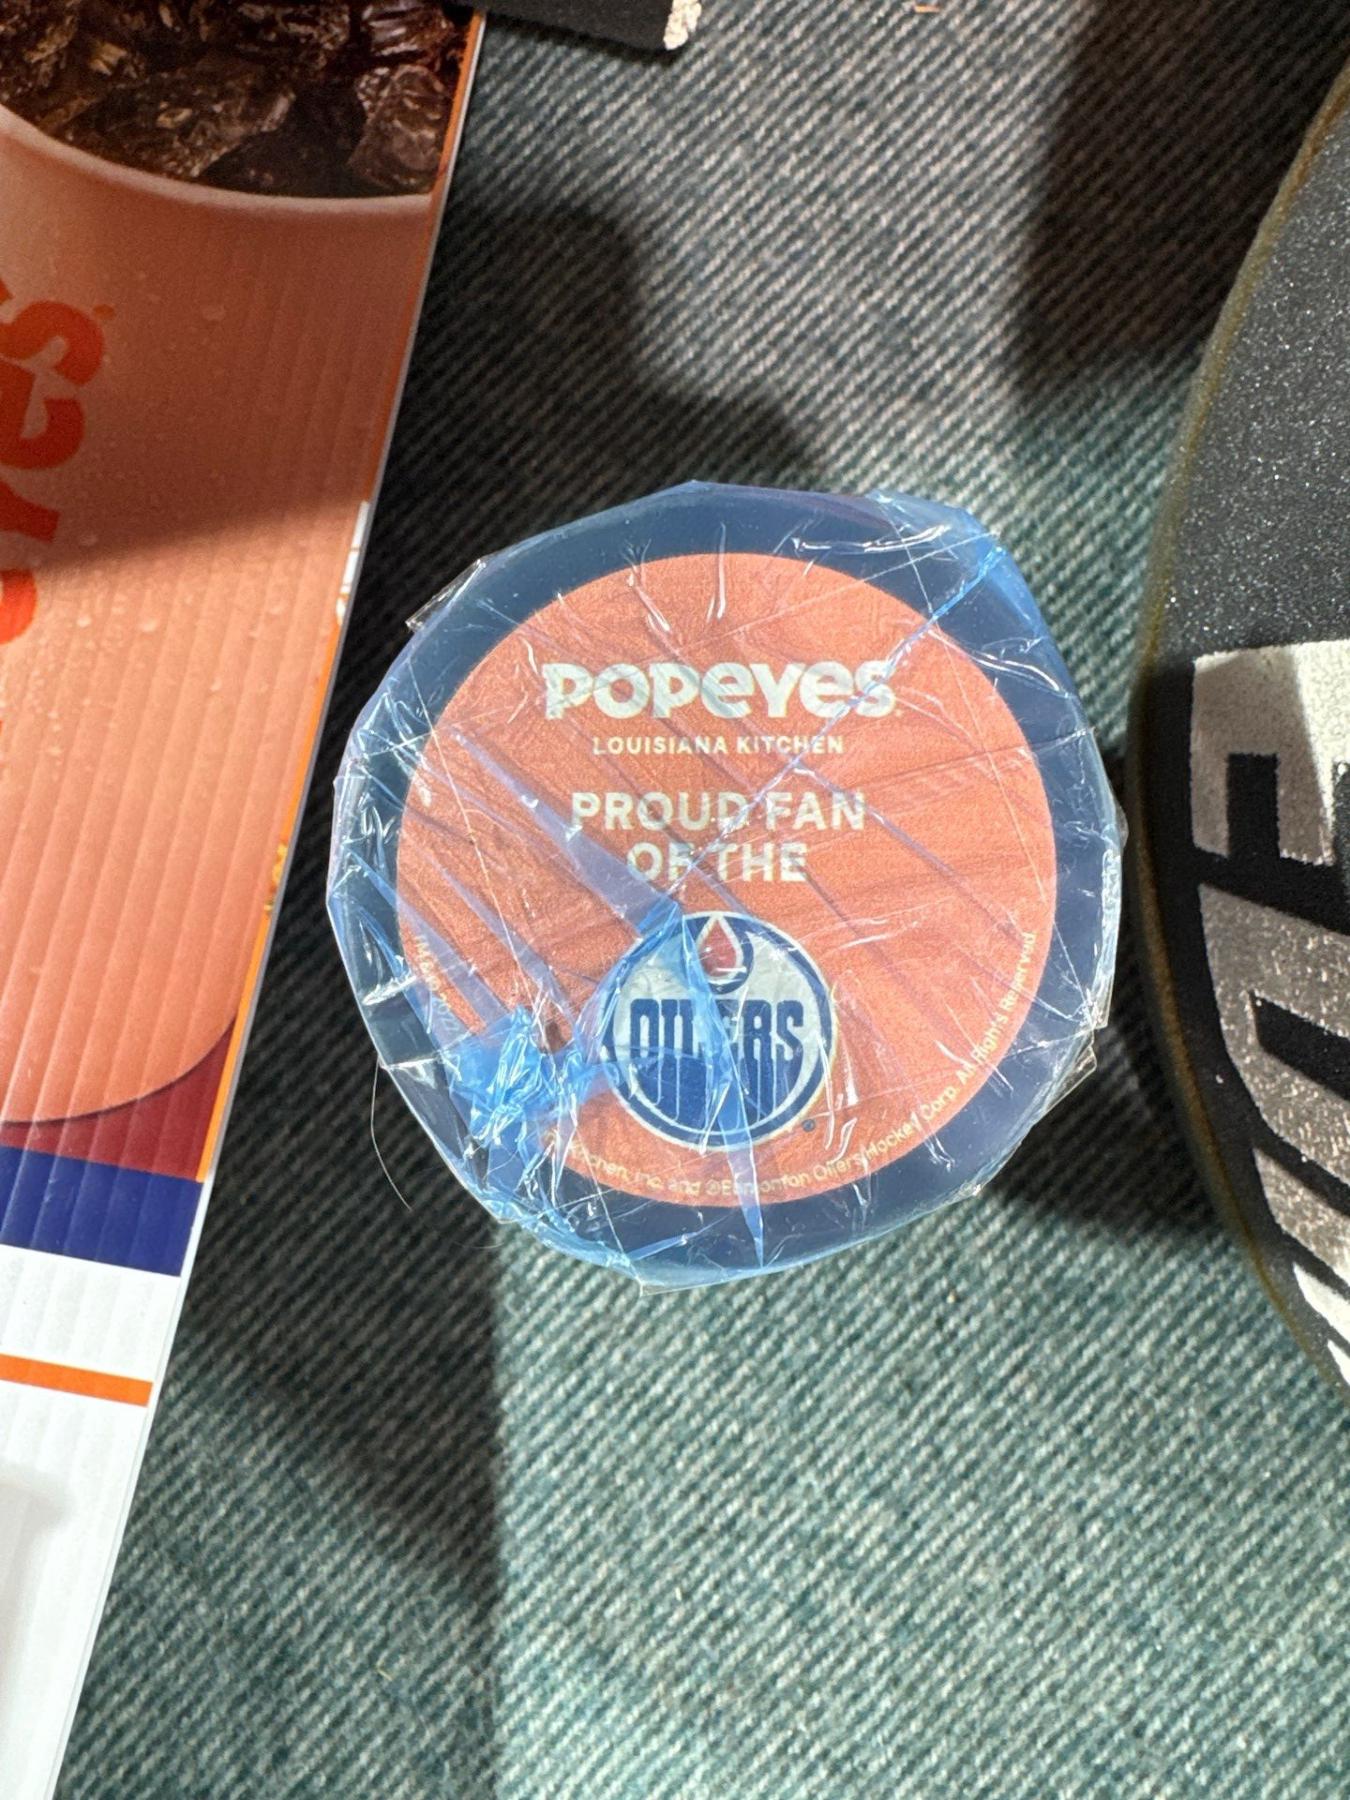 POPEYES
LOUISIANA KITCHEN
PROUD FAN
OF THE
OILERS
Kitchen, Inc. and ©Edmonton Oilers Hockey Corp. All Rights Reserved.